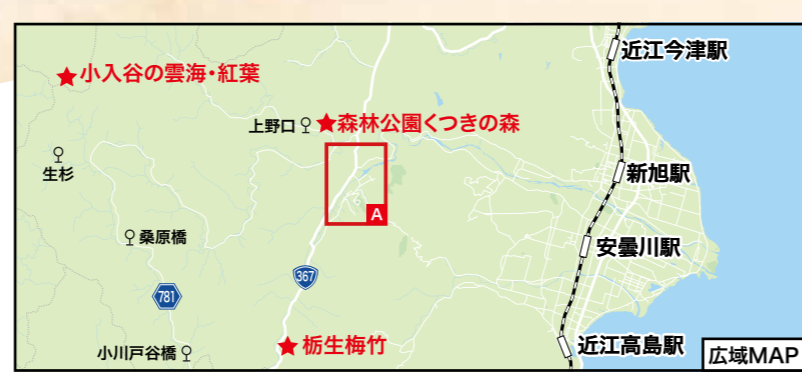 近江今津駅
★小入谷の雲海・紅葉
上野口
★森林公園くつきの森
生杉
新旭駅
A
桑原橋
安曇川駅
367
781
小川戸谷橋
★栃生梅竹
近江高島駅
広域MAP